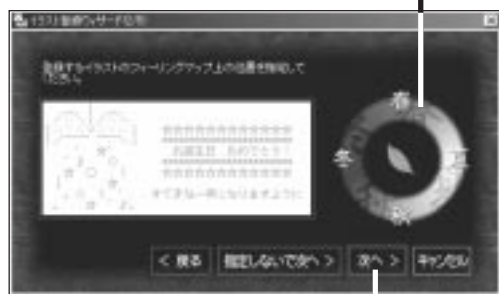 イラスト登録ウィザード(2/5)
登録するイラストのフィーリングマップ上の位置を指定して
ください。
春
夏
秋
冬
お誕生日 おめでとう!
すてきな一年になりますように
< 戻る
指定しないで次へ >
次へ >
キャンセル